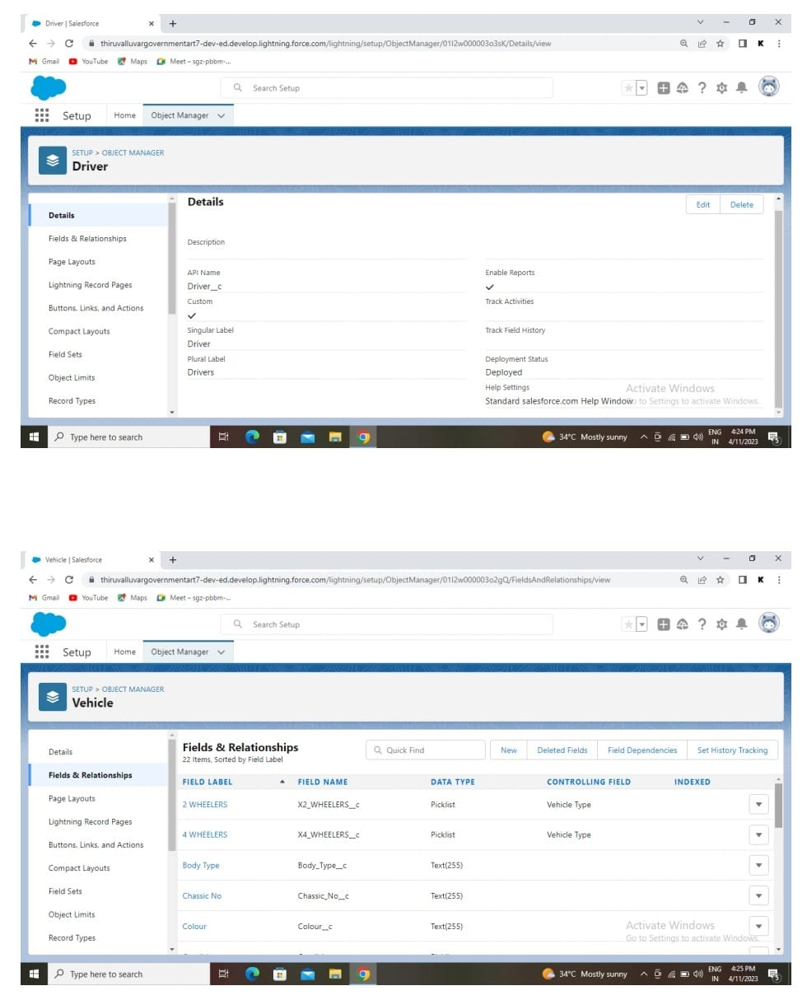 Driver | Salesforce
thiruvalluvargovernmentart7-dev-ed.develop.lightning.force.com/lightning/setup/ObjectManager/01I2w000003o3sK/Details/view
Gmail YouTube Maps Meet – sgz-pbbm-...
Search Setup
Setup Home Object Manager
SETUP > OBJECT MANAGER
Driver
Details
Fields & Relationships
Page Layouts
Lightning Record Pages
Buttons, Links, and Actions
Compact Layouts
Field Sets
Object Limits
Record Types
Details
Edit Delete
Description
API Name
Driver__c
Custom
Singular Label
Driver
Plural Label
Drivers
Enable Reports
Track Activities
Track Field History
Deployment Status
Deployed
Help Settings
Standard salesforce.com Help Window
Activate Windows
Go to Settings to activate Windows.
Type here to search
34°C Mostly sunny
ENG
IN
4:24 PM
4/11/2023
5
Vehicle | Salesforce
thiruvalluvargovernmentart7-dev-ed.develop.lightning.force.com/lightning/setup/ObjectManager/01I2w000003o2gQ/FieldsAndRelationships/view
Gmail YouTube Maps Meet – sgz-pbbm-...
Search Setup
Setup Home Object Manager
SETUP > OBJECT MANAGER
Vehicle
Details
Fields & Relationships
Page Layouts
Lightning Record Pages
Buttons, Links, and Actions
Compact Layouts
Field Sets
Object Limits
Record Types
Fields & Relationships
22 Items, Sorted by Field Label
Quick Find
New Deleted Fields Field Dependencies Set History Tracking
FIELD LABEL FIELD NAME DATA TYPE CONTROLLING FIELD INDEXED
2 WHEELERS X2_WHEELERS__c Picklist Vehicle Type
4 WHEELERS X4_WHEELERS__c Picklist Vehicle Type
Body Type Body_Type__c Text(255)
Chassic No Chassic_No__c Text(255)
Colour Colour__c Text(255)
Activate Windows
Go to Settings to activate Windows.
Type here to search
34°C Mostly sunny
ENG
IN
4:25 PM
4/11/2023
5